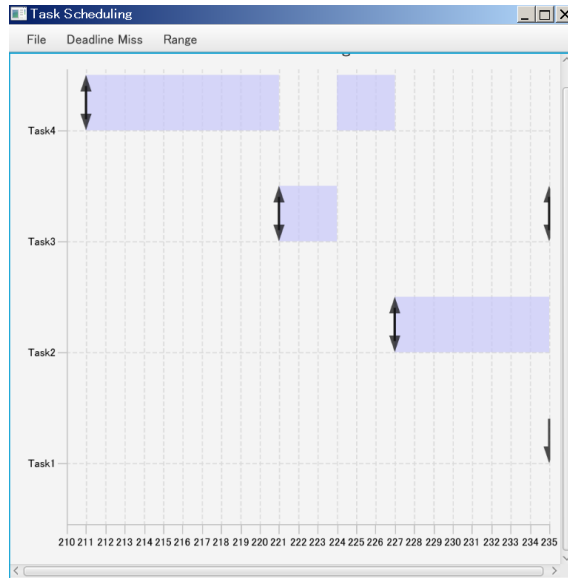 Task Scheduling
File Deadline Miss Range
Task4
Task3
Task2
Task1
210 211 212 213 214 215 216 217 218 219 220 221 222 223 224 225 226 227 228 229 230 231 232 233 234 235